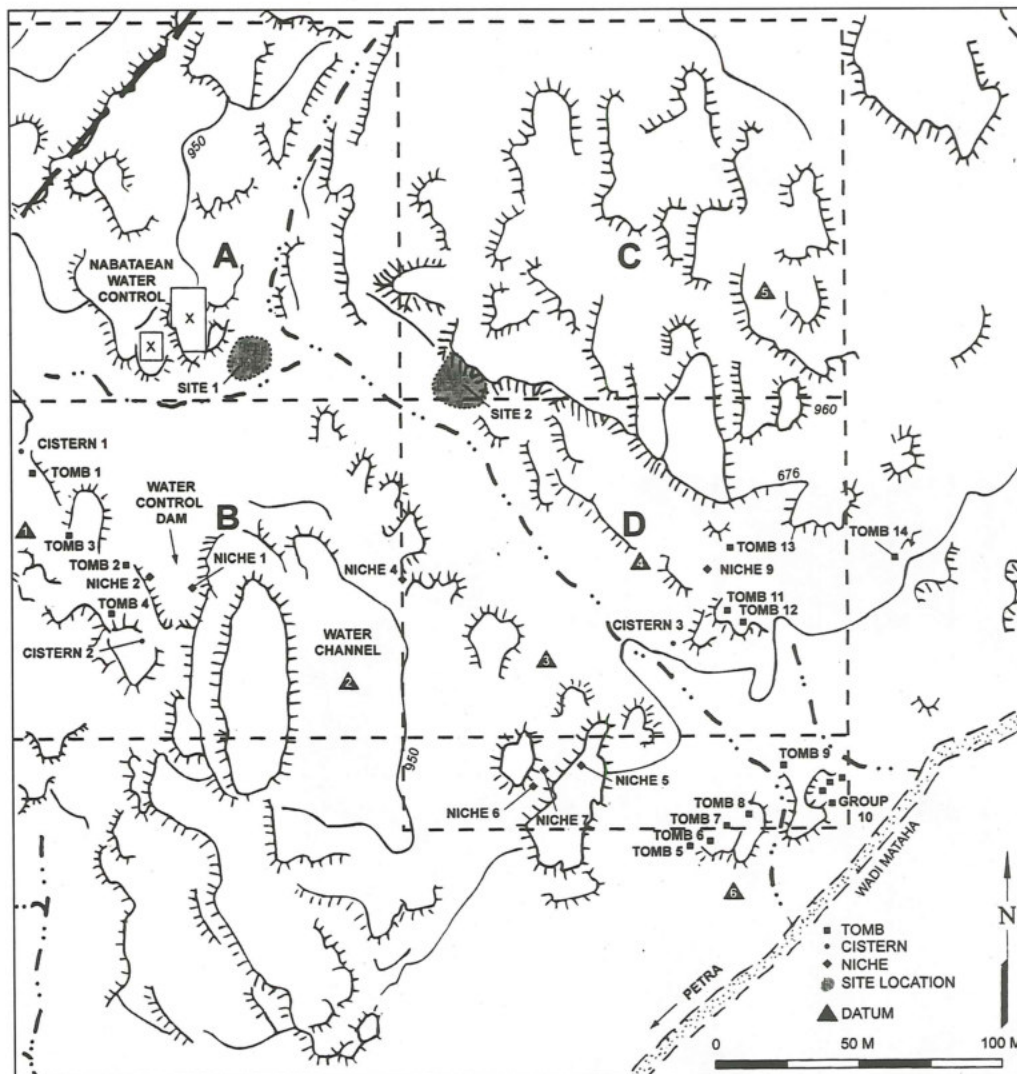 950
A
C
NABATAEAN
WATER
CONTROL
5
X
X
SITE 1
SITE 2
960
CISTERN 1
TOMB 1
676
WATER
CONTROL
DAM
B
D
1
TOMB 3
NICHE 1
TOMB 13
TOMB 14
TOMB 2
NICHE 4
4
NICHE 9
NICHE 2
TOMB 4
TOMB 11
TOMB 12
CISTERN 2
WATER
CHANNEL
CISTERN 3
3
2
950
TOMB 9
NICHE 5
NICHE 6
NICHE 7
TOMB 8
GROUP
10
TOMB 7
TOMB 6
TOMB 5
6
WADI MATAHA
N
TOMB
CISTERN
NICHE
SITE LOCATION
DATUM
PETRA
0 50 M 100 M